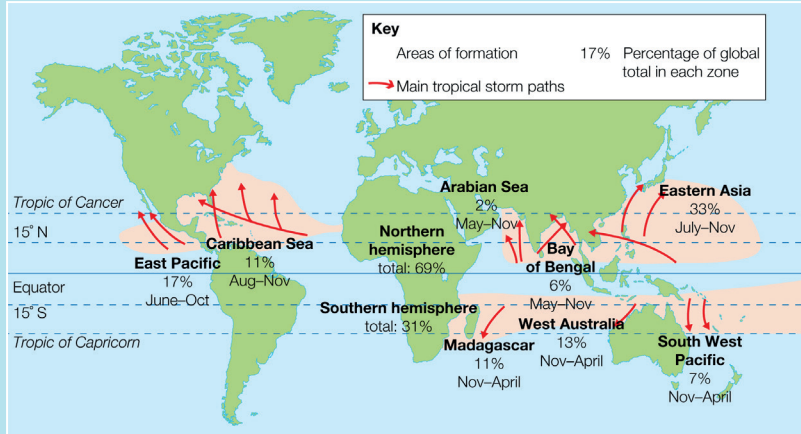 Key
Areas of formation
17% Percentage of global
total in each zone
Main tropical storm paths
Tropic of Cancer
15° N
Equator
15° S
Tropic of Capricorn
East Pacific
17%
June–Oct
Caribbean Sea
11%
Aug–Nov
Northern
hemisphere
total: 69%
Southern hemisphere
total: 31%
Arabian Sea
2%
May–Nov
Bay
of Bengal
6%
May–Nov
Eastern Asia
33%
July–Nov
Madagascar
11%
Nov–April
West Australia
13%
Nov–April
South West
Pacific
7%
Nov–April